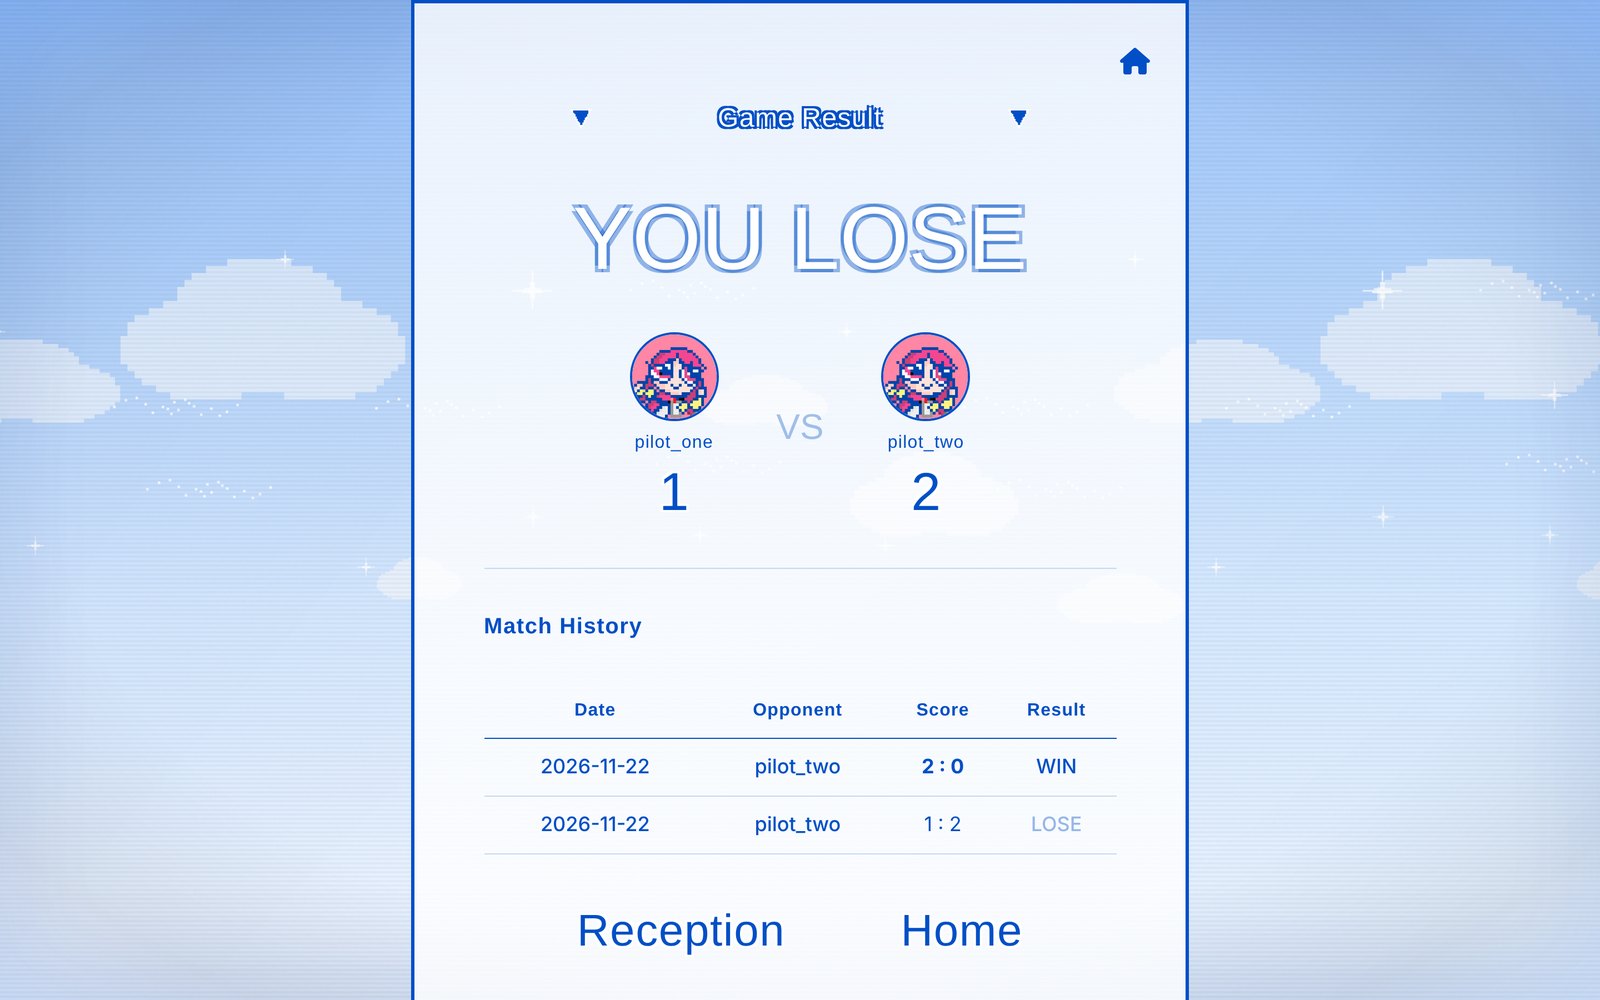 Game Result
YOU LOSE
pilot_one VS pilot_two
1 2
Match History
Date Opponent Score Result
2026-11-22 pilot_two 2 : 0 WIN
2026-11-22 pilot_two 1 : 2 LOSE
Reception Home